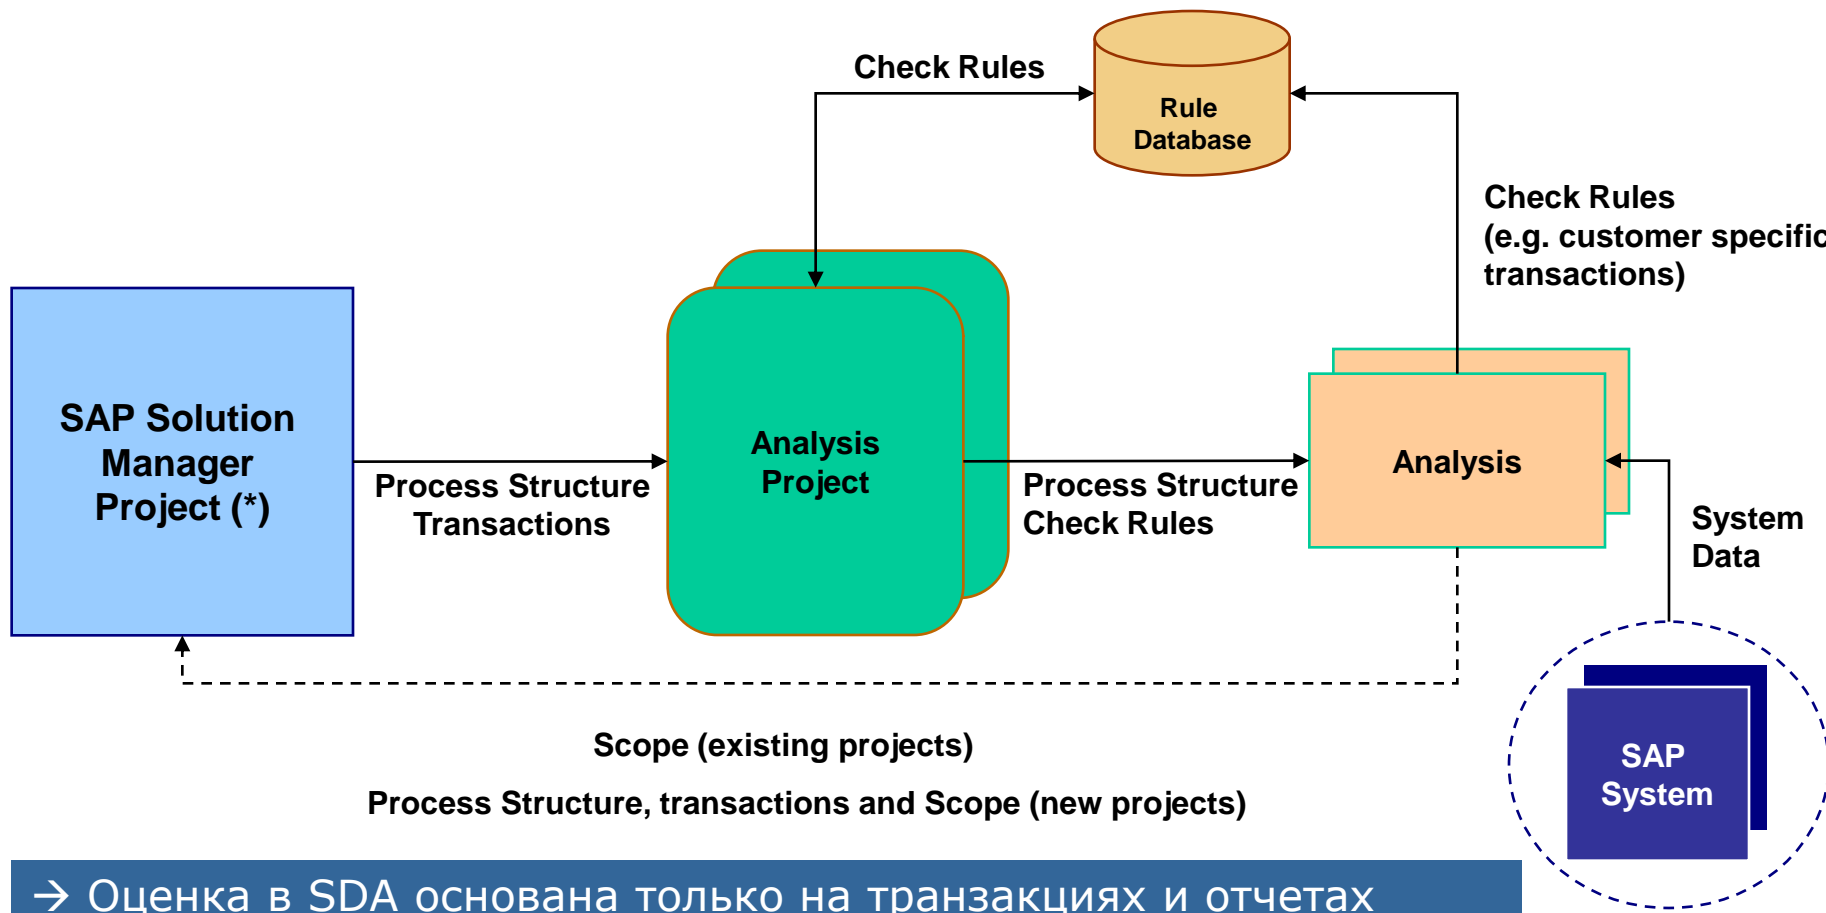 Check Rules
Rule
Database
Check Rules
(e.g. customer specific
transactions)
SAP Solution
Manager
Project (*)
Process Structure
Transactions
Analysis
Project
Process Structure
Check Rules
Analysis
System
Data
Scope (existing projects)
Process Structure, transactions and Scope (new projects)
SAP
System
→ Оценка в SDA основана только на транзакциях и отчетах